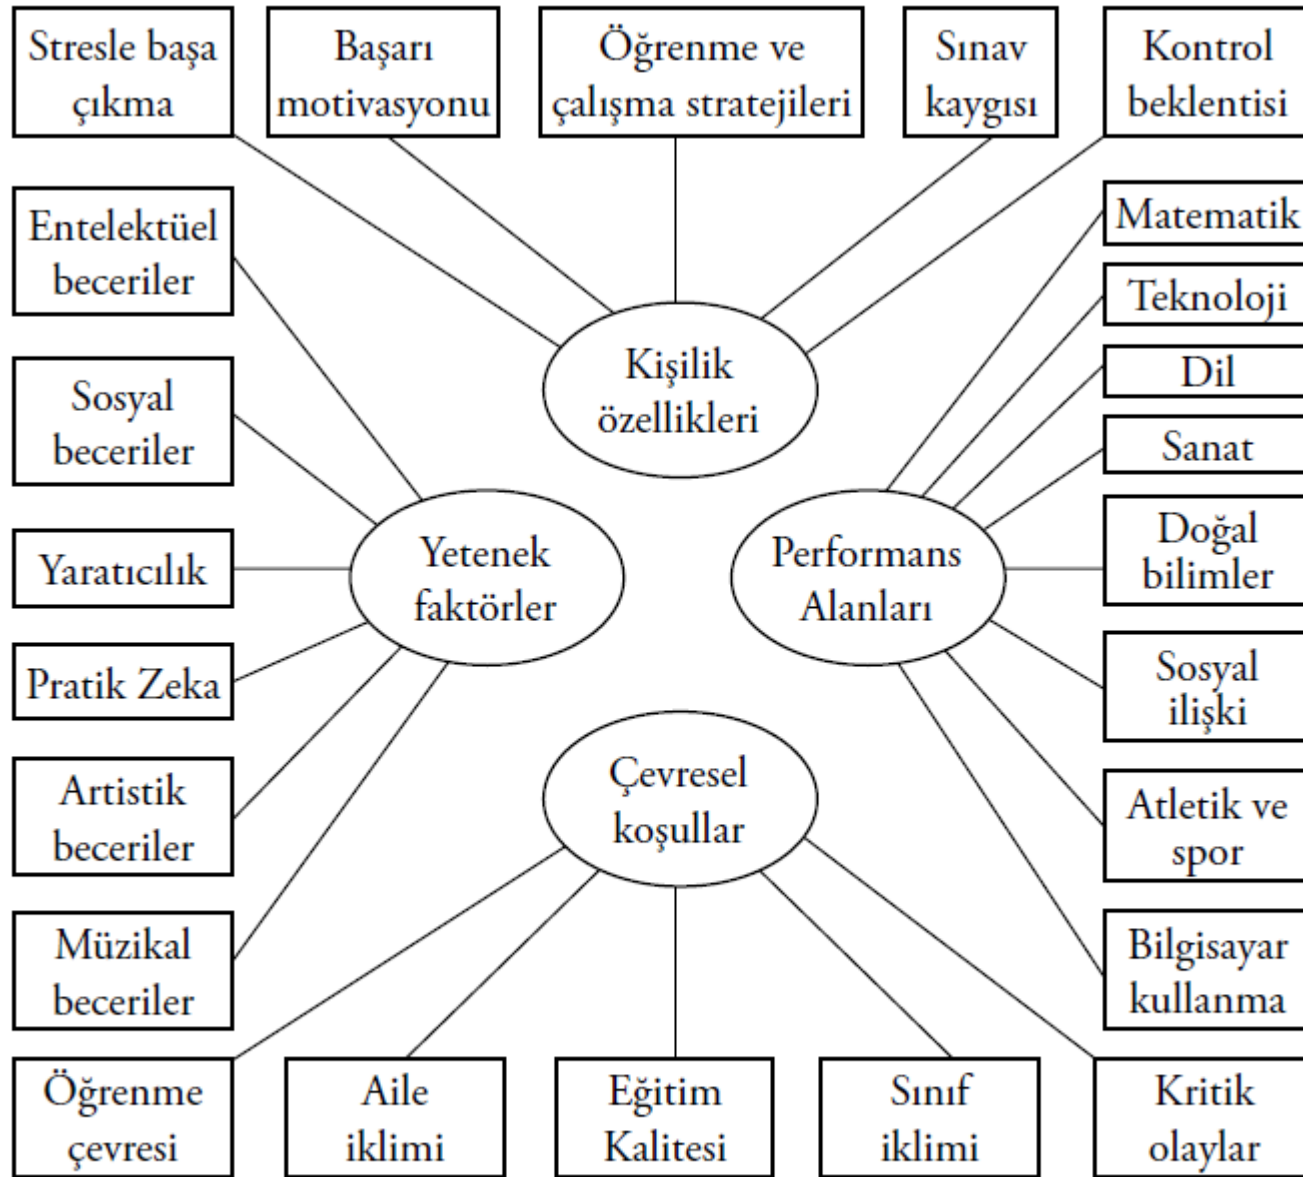 Stresle başa
çıkma
Başarı
motivasyonu
Öğrenme ve
çalışma stratejileri
Sınav
kaygısı
Kontrol
beklentisi
Entelektüel
beceriler
Sosyal
beceriler
Yaratıcılık
Pratik Zeka
Artistik
beceriler
Müzikal
beceriler
Kişilik
özellikleri
Yetenek
faktörler
Performans
Alanları
Çevresel
koşullar
Matematik
Teknoloji
Dil
Sanat
Doğal
bilimler
Sosyal
ilişki
Atletik ve
spor
Bilgisayar
kullanma
Öğrenme
çevresi
Aile
iklimi
Eğitim
Kalitesi
Sınıf
iklimi
Kritik
olaylar